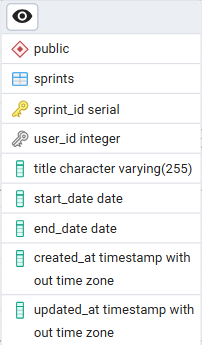 public
sprints
sprint_id serial
user_id integer
title character varying(255)
start_date date
end_date date
created_at timestamp with
out time zone
updated_at timestamp with
out time zone